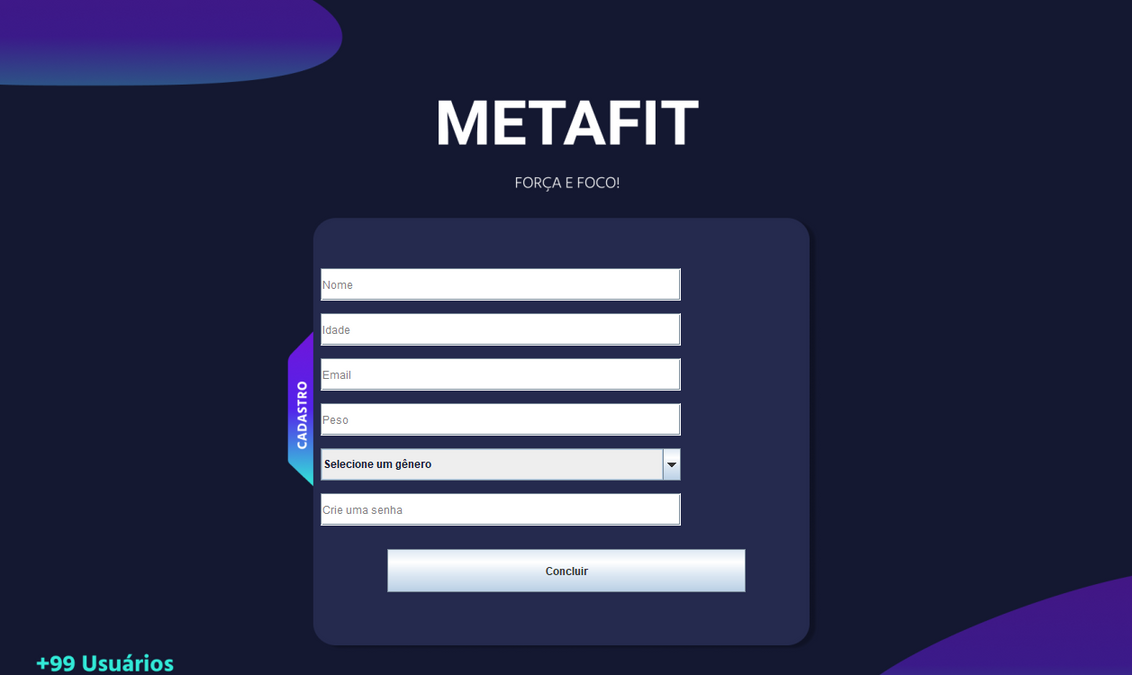 METAFIT
FORÇA E FOCO!
Nome
Idade
Email
Peso
CADASTRO
Selecione um gênero
Crie uma senha
Concluir
+99 Usuários